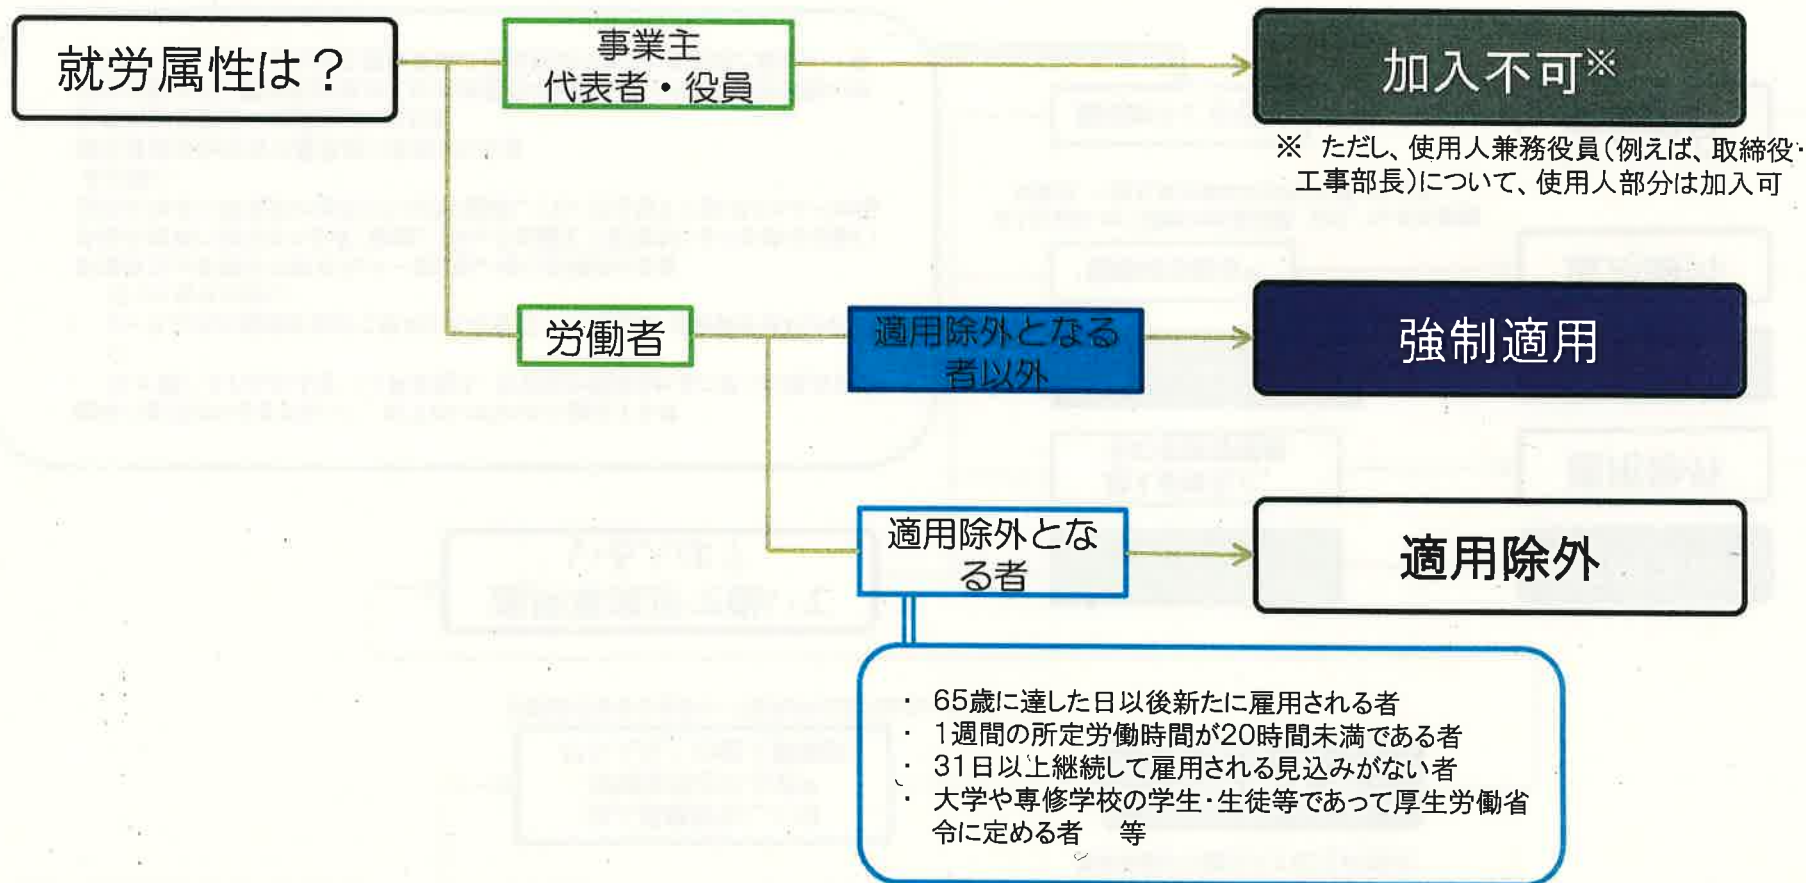 就労属性は？
事業主
代表者・役員
加入不可※
※ ただし、使用人兼務役員（例えば、取締役・
工事部長）について、使用人部分は加入可
労働者
適用除外となる
者以外
強制適用
適用除外とな
る者
適用除外
・ 65歳に達した日以後新たに雇用される者
・ 1週間の所定労働時間が20時間未満である者
・ 31日以上継続して雇用される見込みがない者
・ 大学や専修学校の学生・生徒等であって厚生労働省
令に定める者 等